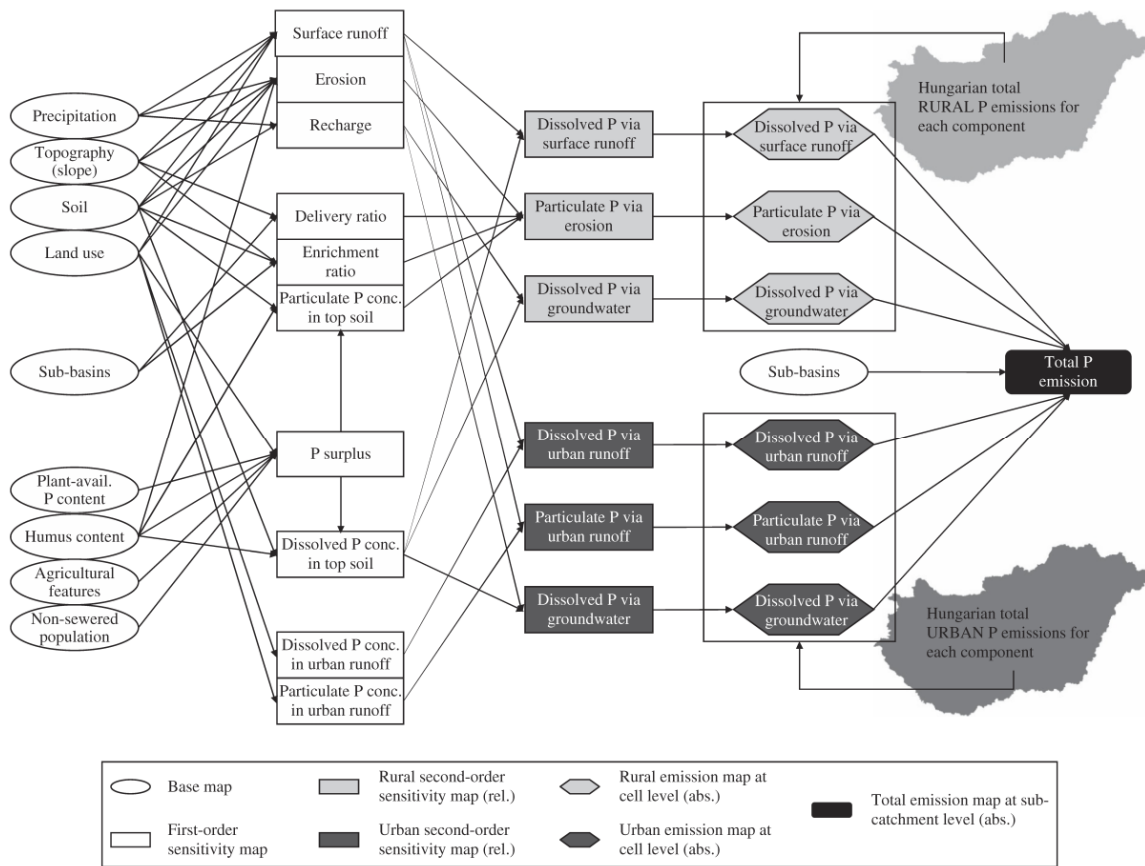 Surface runoff
Erosion
Recharge
Delivery ratio
Enrichment
ratio
Particulate P conc.
in top soil
P surplus
Dissolved P conc.
in top soil
Dissolved P conc.
in urban runoff
Particulate P conc.
in urban runoff
Precipitation
Topography
(slope)
Soil
Land use
Sub-basins
Plant-avail.
P content
Humus content
Agricultural
features
Non-sewered
population
Dissolved P via
surface runoff
Particulate P via
erosion
Dissolved P via
groundwater
Dissolved P via
urban runoff
Particulate P via
urban runoff
Dissolved P via
groundwater
Dissolved P via
surface runoff
Particulate P via
erosion
Dissolved P via
groundwater
Sub-basins
Dissolved P via
urban runoff
Particulate P via
urban runoff
Dissolved P via
groundwater
Hungarian total
RURAL P emissions for
each component
Total P
emission
Hungarian total
URBAN P emissions for
each component
Base map
First-order
sensitivity map
Rural second-order
sensitivity map (rel.)
Urban second-order
sensitivity map (rel.)
Rural emission map at
cell level (abs.)
Urban emission map at
cell level (abs.)
Total emission map at sub-
catchment level (abs.)